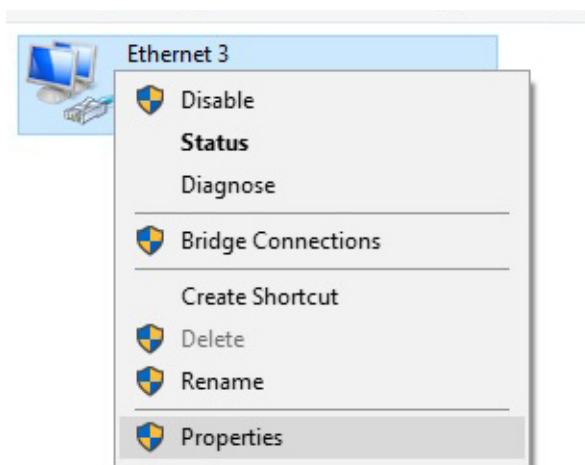 Ethernet 3
Disable
Status
Diagnose
Bridge Connections
Create Shortcut
Delete
Rename
Properties